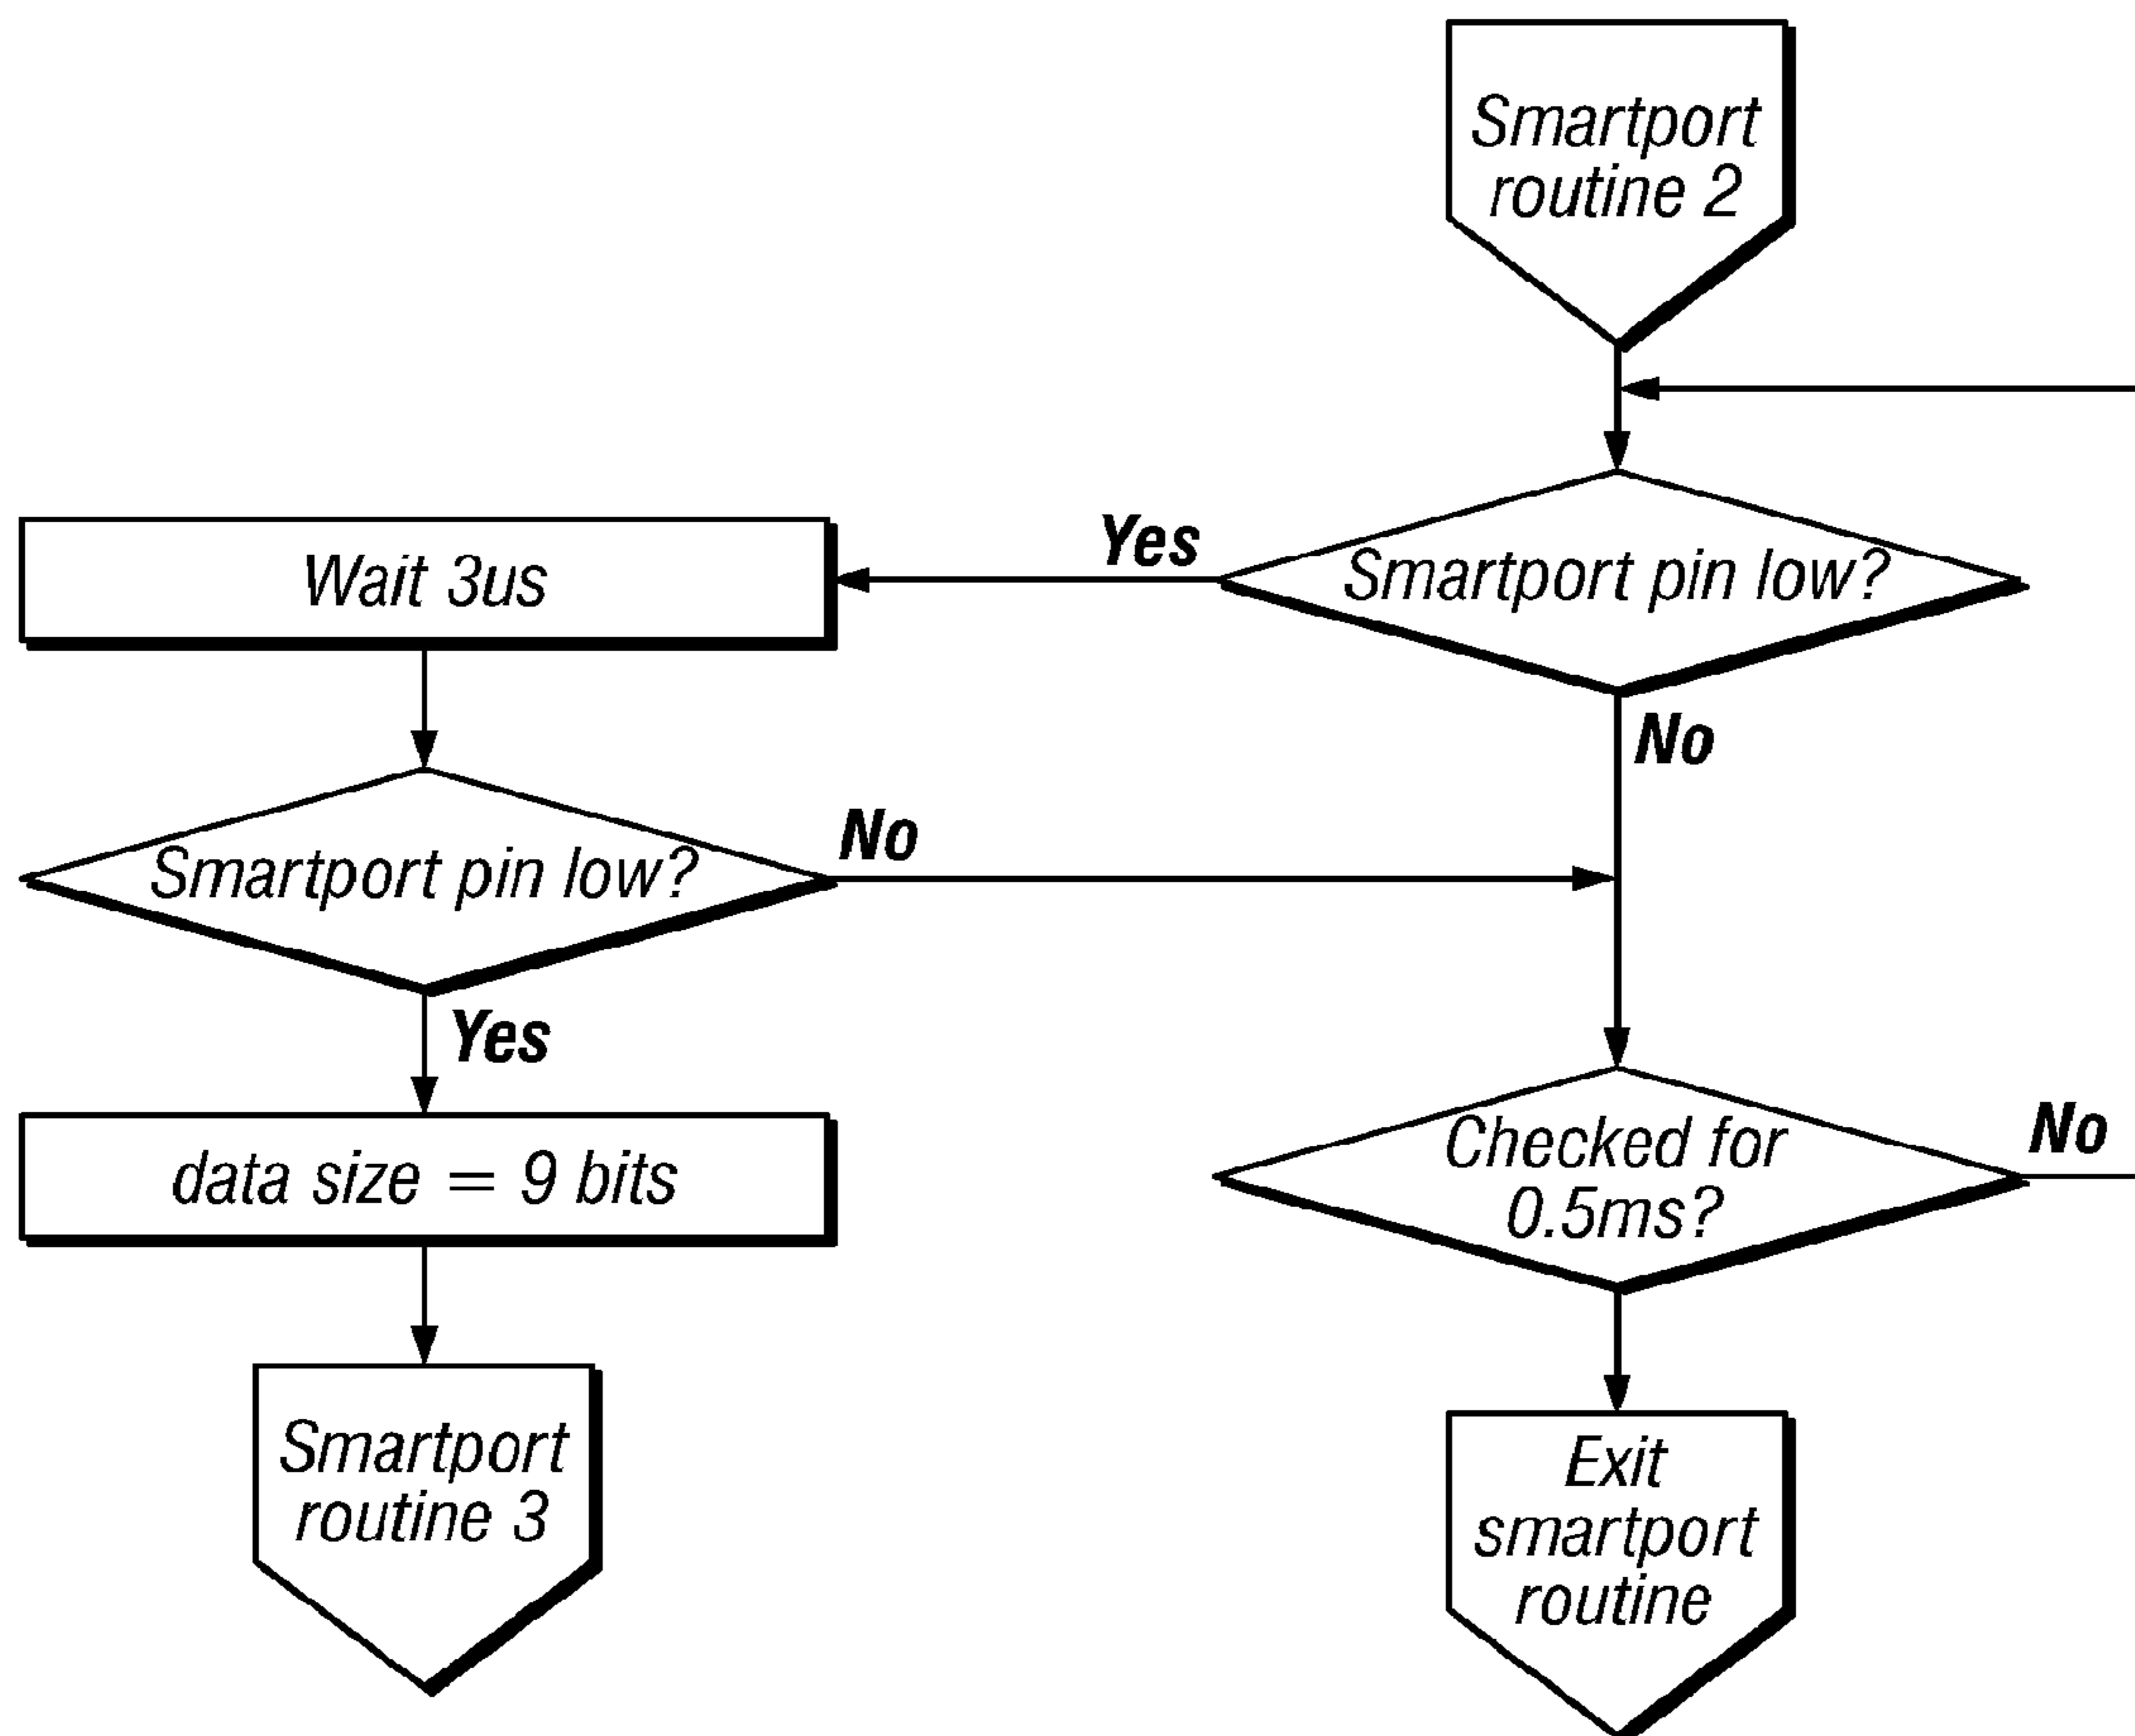 Smartport
routine 2
Smartport pin low?
Yes
No
Wait 3us
Smartport pin low?
No
Yes
data size = 9 bits
Smartport
routine 3
Checked for
0.5ms?
No
Exit
smartport
routine